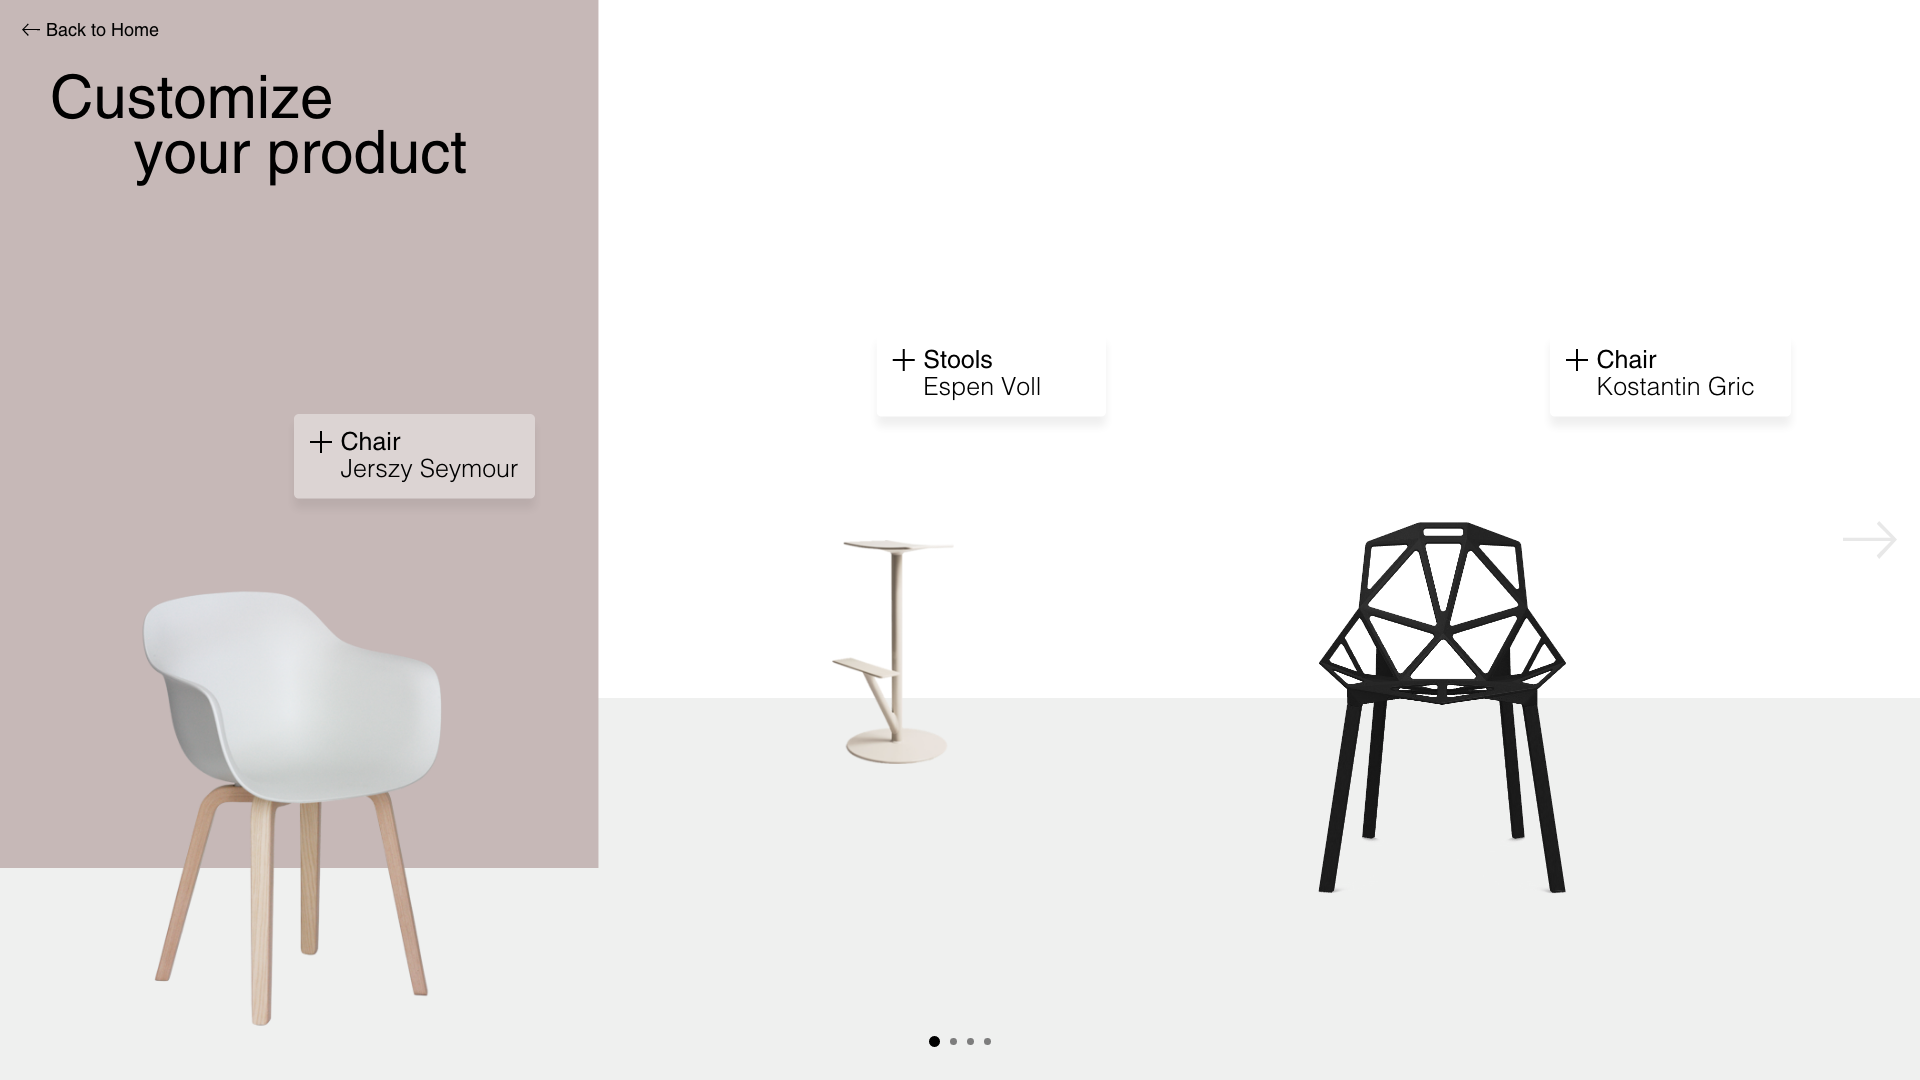 Back to Home
Customize
your product
Stools
Espen Voll
Chair
Kostantin Gric
Chair
Jerszy Seymour